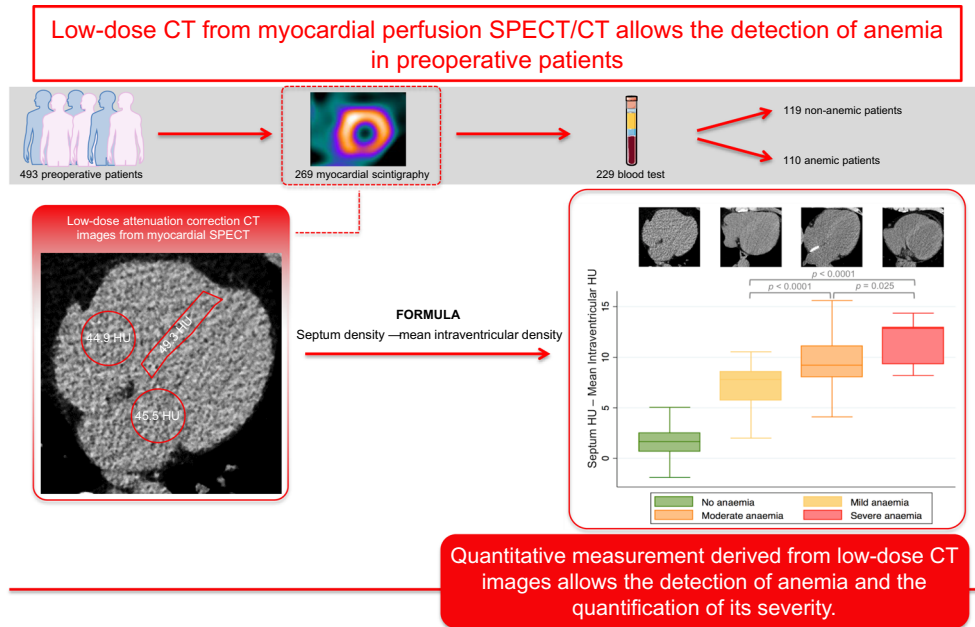 Low-dose CT from myocardial perfusion SPECT/CT allows the detection of anemia
in preoperative patients
493 preoperative patients
269 myocardial scintigraphy
229 blood test
119 non-anemic patients
110 anemic patients
Low-dose attenuation correction CT
images from myocardial SPECT
44.9 HU
49.3 HU
45.5 HU
FORMULA
Septum density —mean intraventricular density
p < 0.0001
p < 0.0001
p = 0.025
Septum HU – Mean Intraventricular HU
15
10
5
0
No anaemia
Mild anaemia
Moderate anaemia
Severe anaemia
Quantitative measurement derived from low-dose CT
images allows the detection of anemia and the
quantification of its severity.